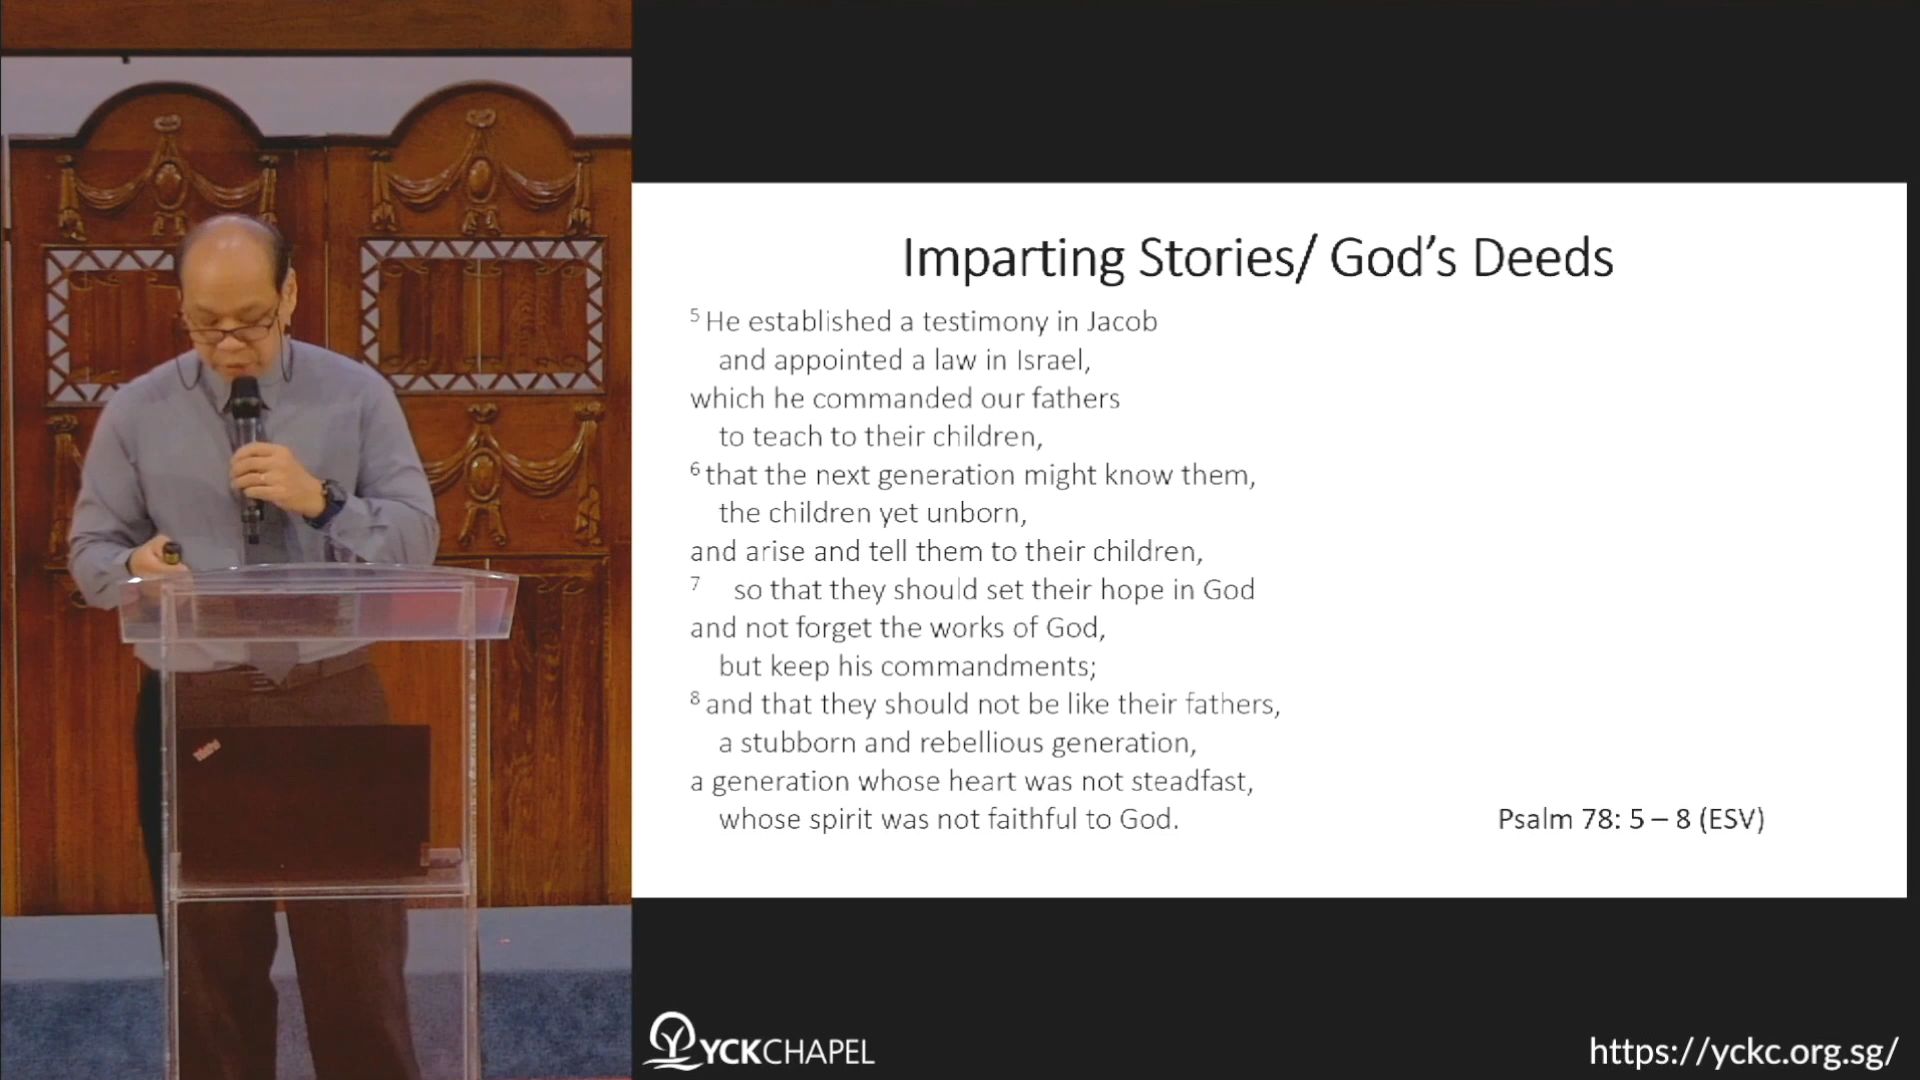 Imparting Stories/ God's Deeds
5 He established a testimony in Jacob
and appointed a law in Israel,
which he commanded our fathers
to teach to their children,
6 that the next generation might know them,
the children yet unborn,
and arise and tell them to their children,
7 so that they should set their hope in God
and not forget the works of God,
but keep his commandments;
8 and that they should not be like their fathers,
a stubborn and rebellious generation,
a generation whose heart was not steadfast,
whose spirit was not faithful to God.
Psalm 78: 5 – 8 (ESV)
YCKCHAPEL
https://yckc.org.sg/